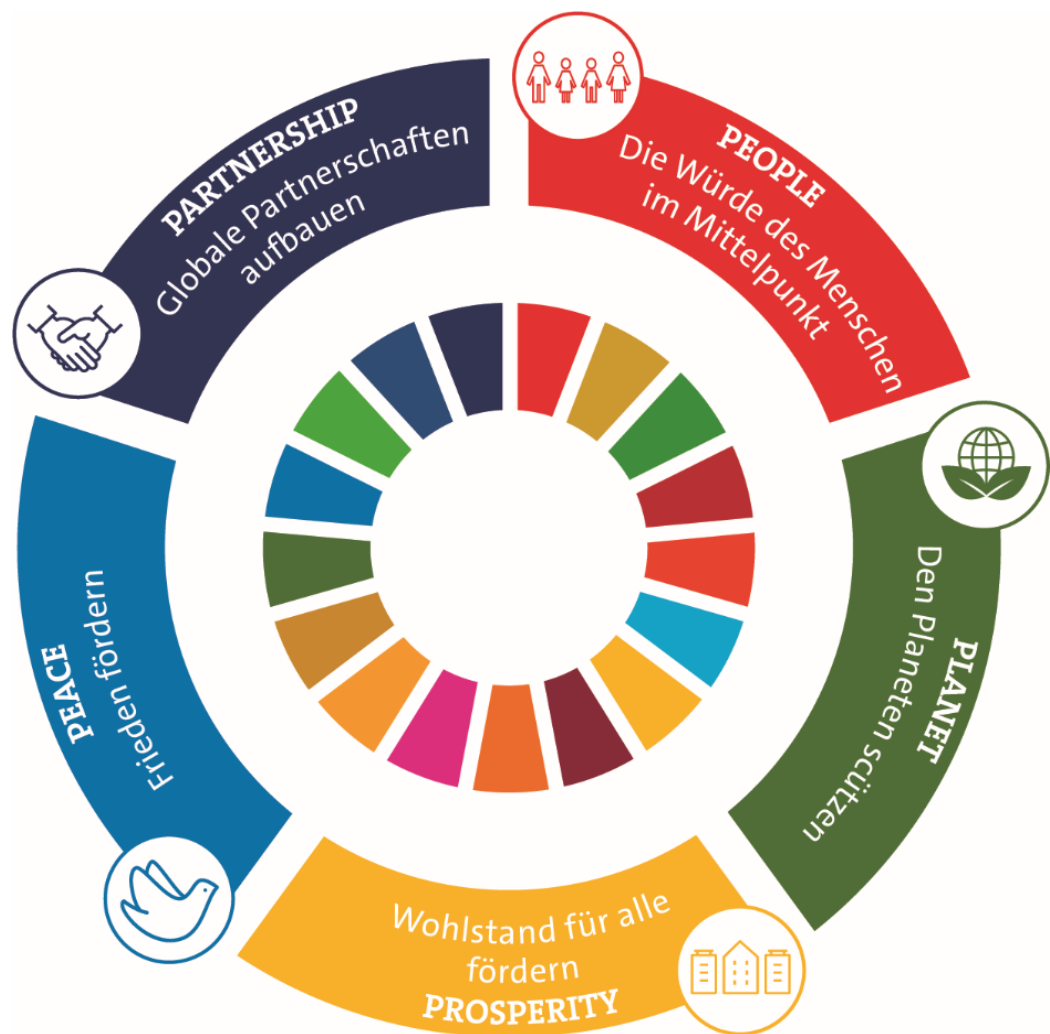 PEOPLE
Die Würde des Menschen
im Mittelpunkt
PLANET
Den Planeten scützen
Wohlstand für alle
fördern
PROSPERITY
PEACE
Frieden fördern
PARTNERSHIP
Globale Partnerschaften
aufbauen